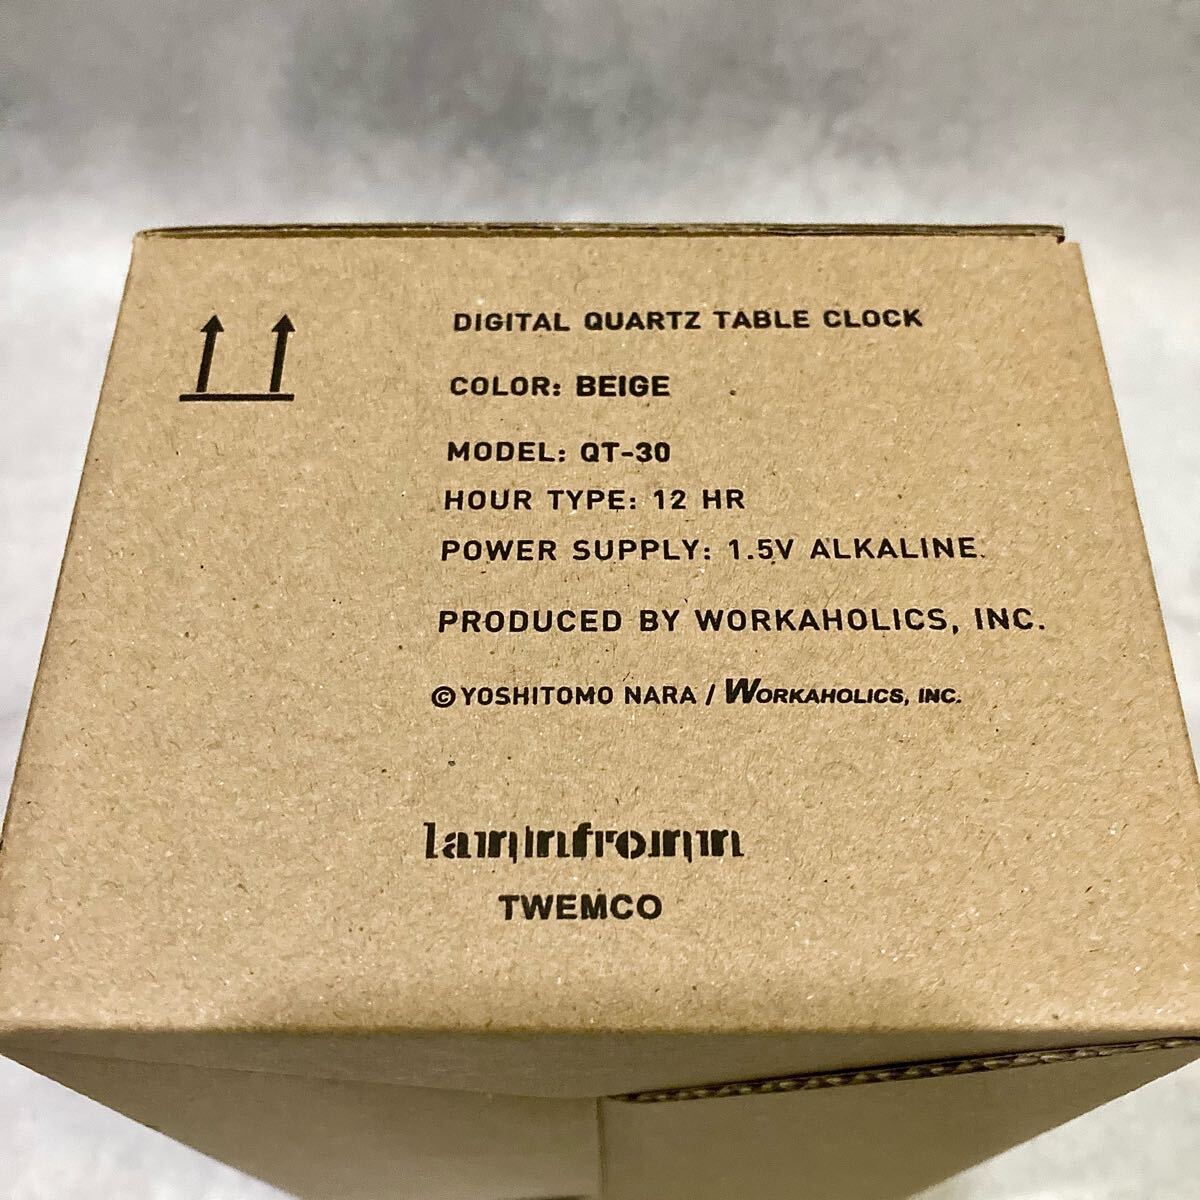 DIGITAL QUARTZ TABLE CLOCK
COLOR: BEIGE
MODEL: QT-30
HOUR TYPE: 12 HR
POWER SUPPLY: 1.5V ALKALINE.
PRODUCED BY WORKAHOLICS, INC.
©YOSHITOMO NARA / WORKAHOLICS, INC.
lammfromm
TWEMCO